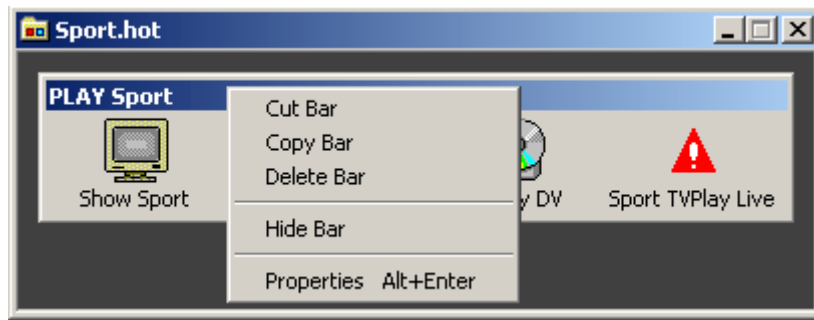 Sport.hot
PLAY Sport
Cut Bar
Copy Bar
Delete Bar
Hide Bar
Properties Alt+Enter
Show Sport
DV
Sport TVPlay Live